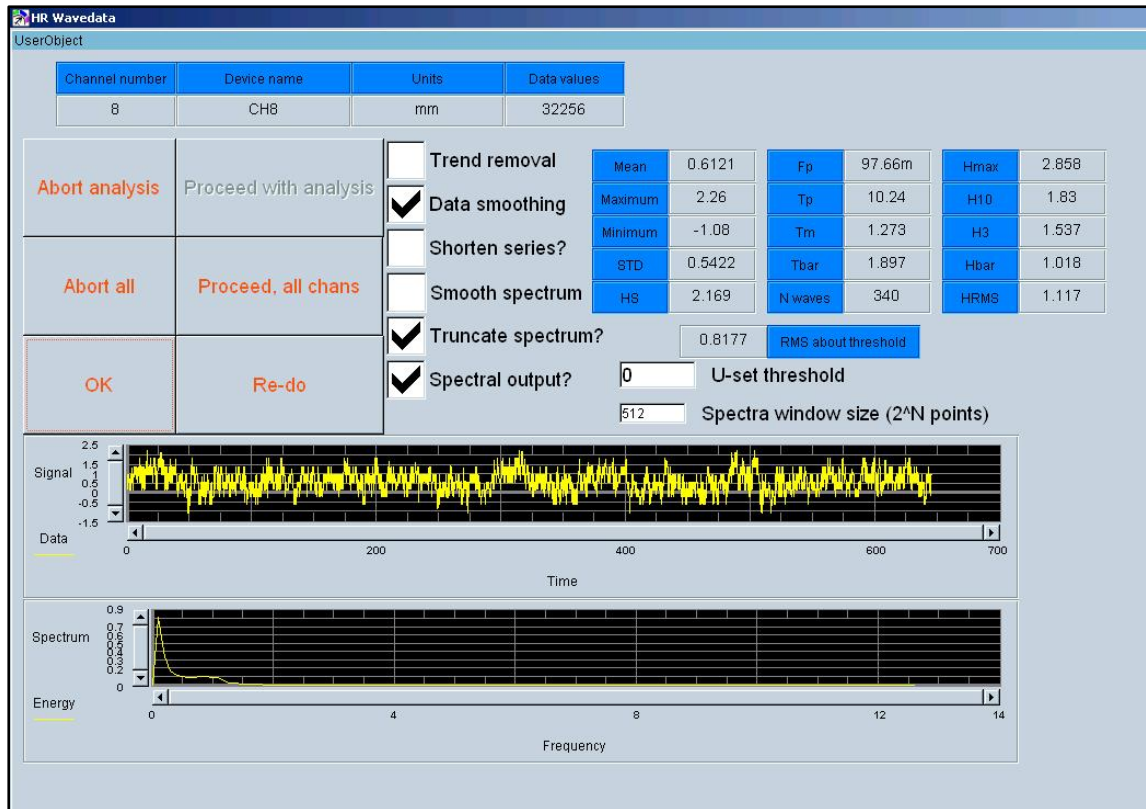 HR Wavedata
UserObject
Channel number Device name Units Data values
8 CH8 mm 32256
Abort analysis Proceed with analysis
Abort all Proceed, all chans
OK Re-do
Trend removal
Data smoothing
Shorten series?
Smooth spectrum
Truncate spectrum?
Spectral output?
Mean 0.6121 Fp 97.66m Hmax 2.858
Maximum 2.26 Tp 10.24 H10 1.83
Minimum -1.08 Tm 1.273 H3 1.537
STD 0.5422 Tbar 1.897 Hbar 1.018
HS 2.169 N waves 340 HRMS 1.117
0.8177 RMS about threshold
0 U-set threshold
512 Spectra window size (2^N points)
Signal
2.5
1.5
1
0.5
0
-0.5
-1.5
Data
0 200 400 600 700
Time
Spectrum
0.9
0.7
0.6
0.5
0.4
0.3
0.2
0
Energy
0 4 8 12 14
Frequency